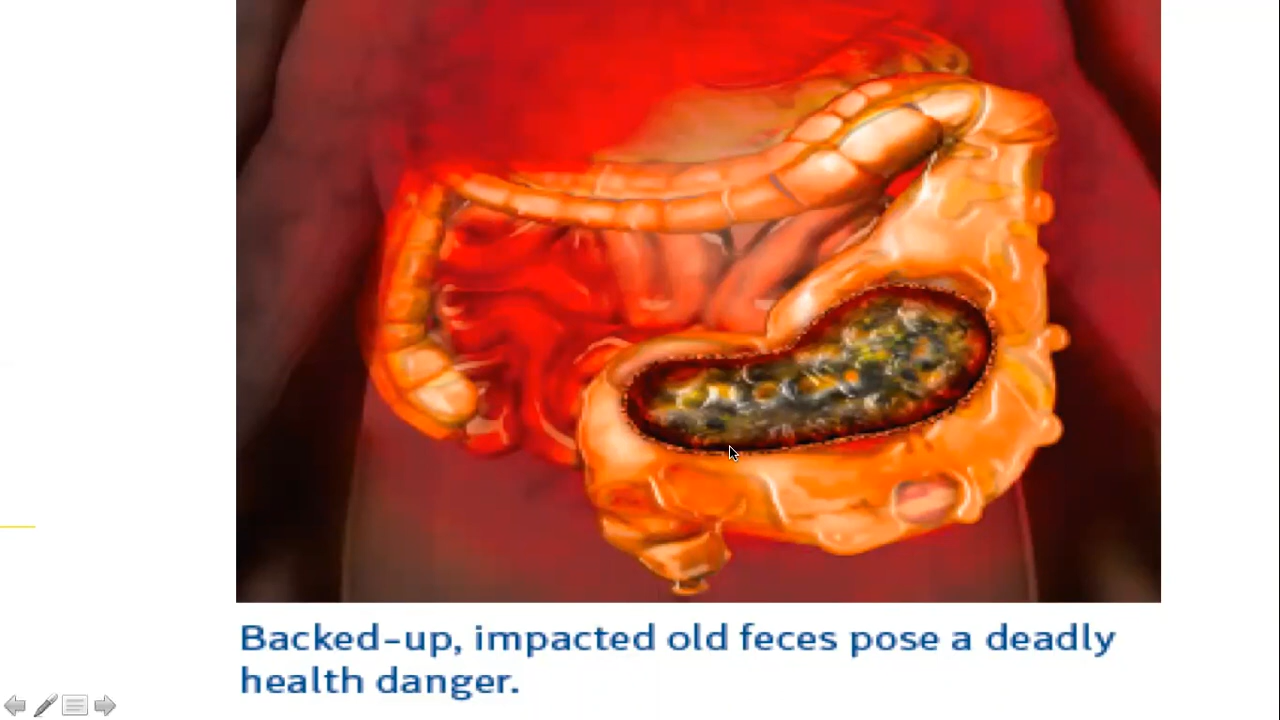 Backed-up, impacted old feces pose a deadly
health danger.